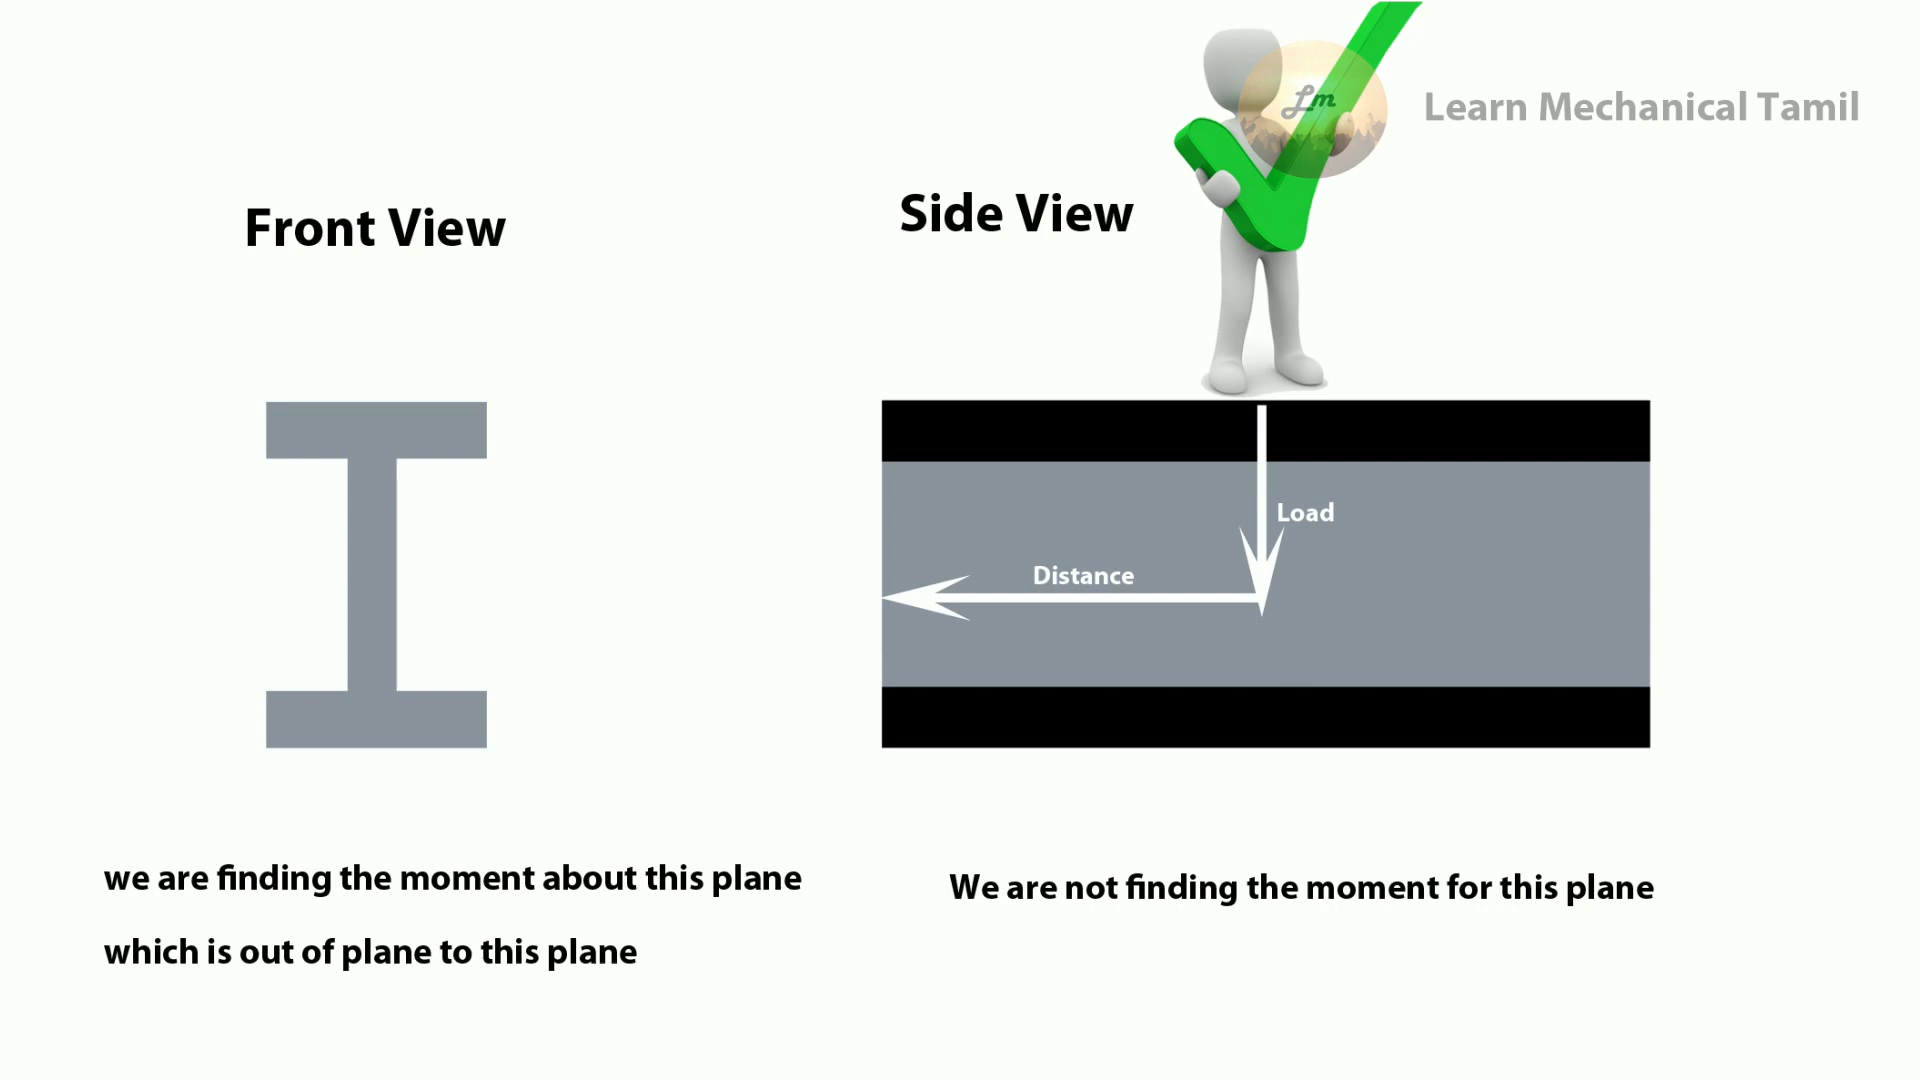 Lm
Learn Mechanical Tamil
Front View
Side View
Load
Distance
we are finding the moment about this plane
which is out of plane to this plane
We are not finding the moment for this plane